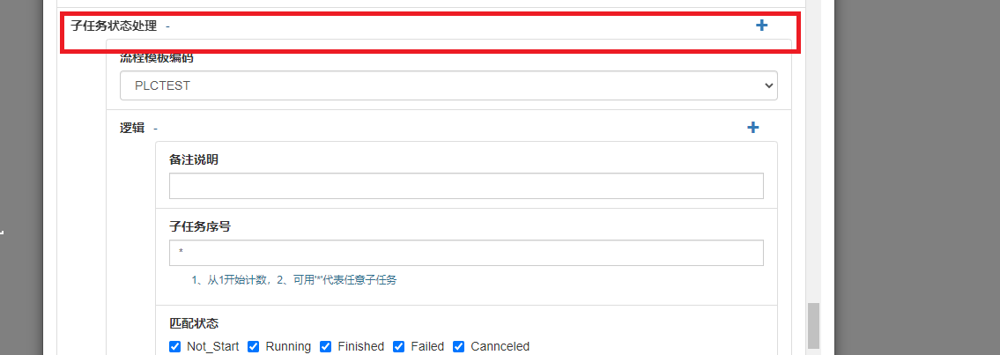 子任务状态处理 - +
流程模板编码
PLCTEST
逻辑 - +
备注说明
子任务序号
*
1、从1开始计数，2、可用'*'代表任意子任务
匹配状态
Not_Start Running Finished Failed Cannceled